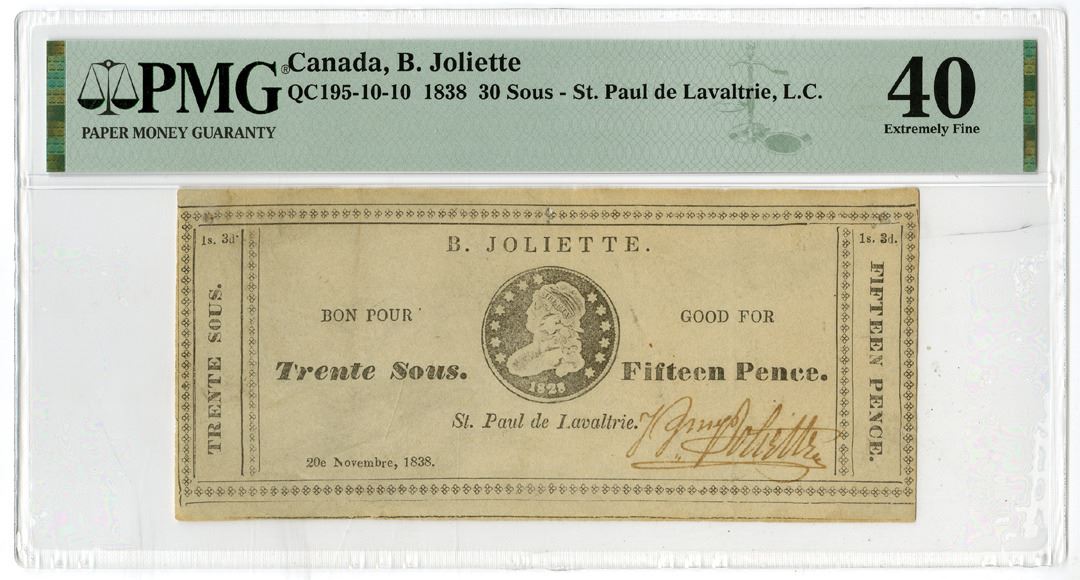 PMG®
PAPER MONEY GUARANTY
Canada, B. Joliette
QC195-10-10 1838 30 Sous - St. Paul de Lavaltrie, L.C.
40
Extremely Fine
1s. 3d.
TRENTE SOUS.
B. JOLIETTE.
BON POUR
Trente Sous.
1825
GOOD FOR
Fifteen Pence.
St. Paul de Lavaltrie.
Joliette
20e Novembre, 1838.
1s. 3d.
FIFTEEN PENCE.